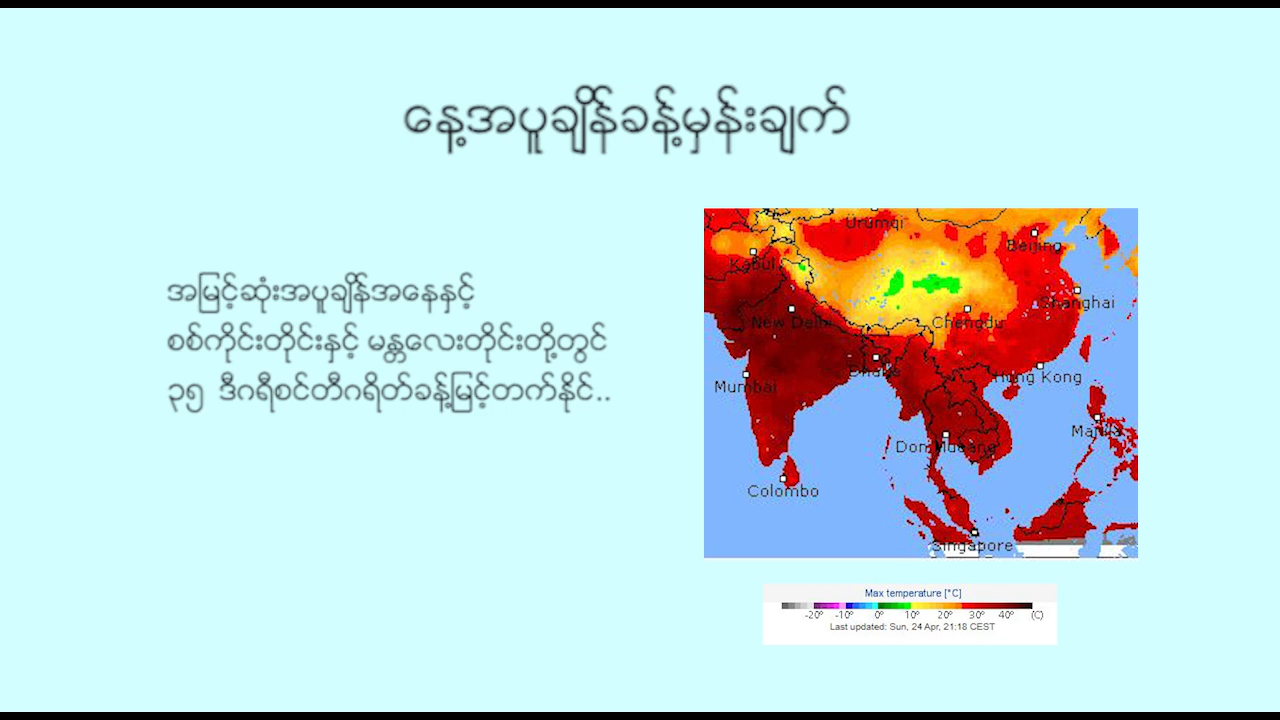 နေ့အပူချိန်ခန့်မှန်းချက်
အမြင့်ဆုံးအပူချိန်အနေနှင့်
စစ်ကိုင်းတိုင်းနှင့် မန္တလေးတိုင်းတို့တွင်
၃၅ ဒီဂရီစင်တီဂရိတ်ခန့်မြင့်တက်နိုင်..
Ürümqi
Beijing
Kabul
Shanghai
New Delhi
Chengdu
Dhaka
Hong Kong
Mumbai
Manila
Don Mueang
Colombo
Singapore
Max temperature [°C]
-20° -10° 0° 10° 20° 30° 40° (C)
Last updated: Sun, 24 Apr, 21:18 CEST